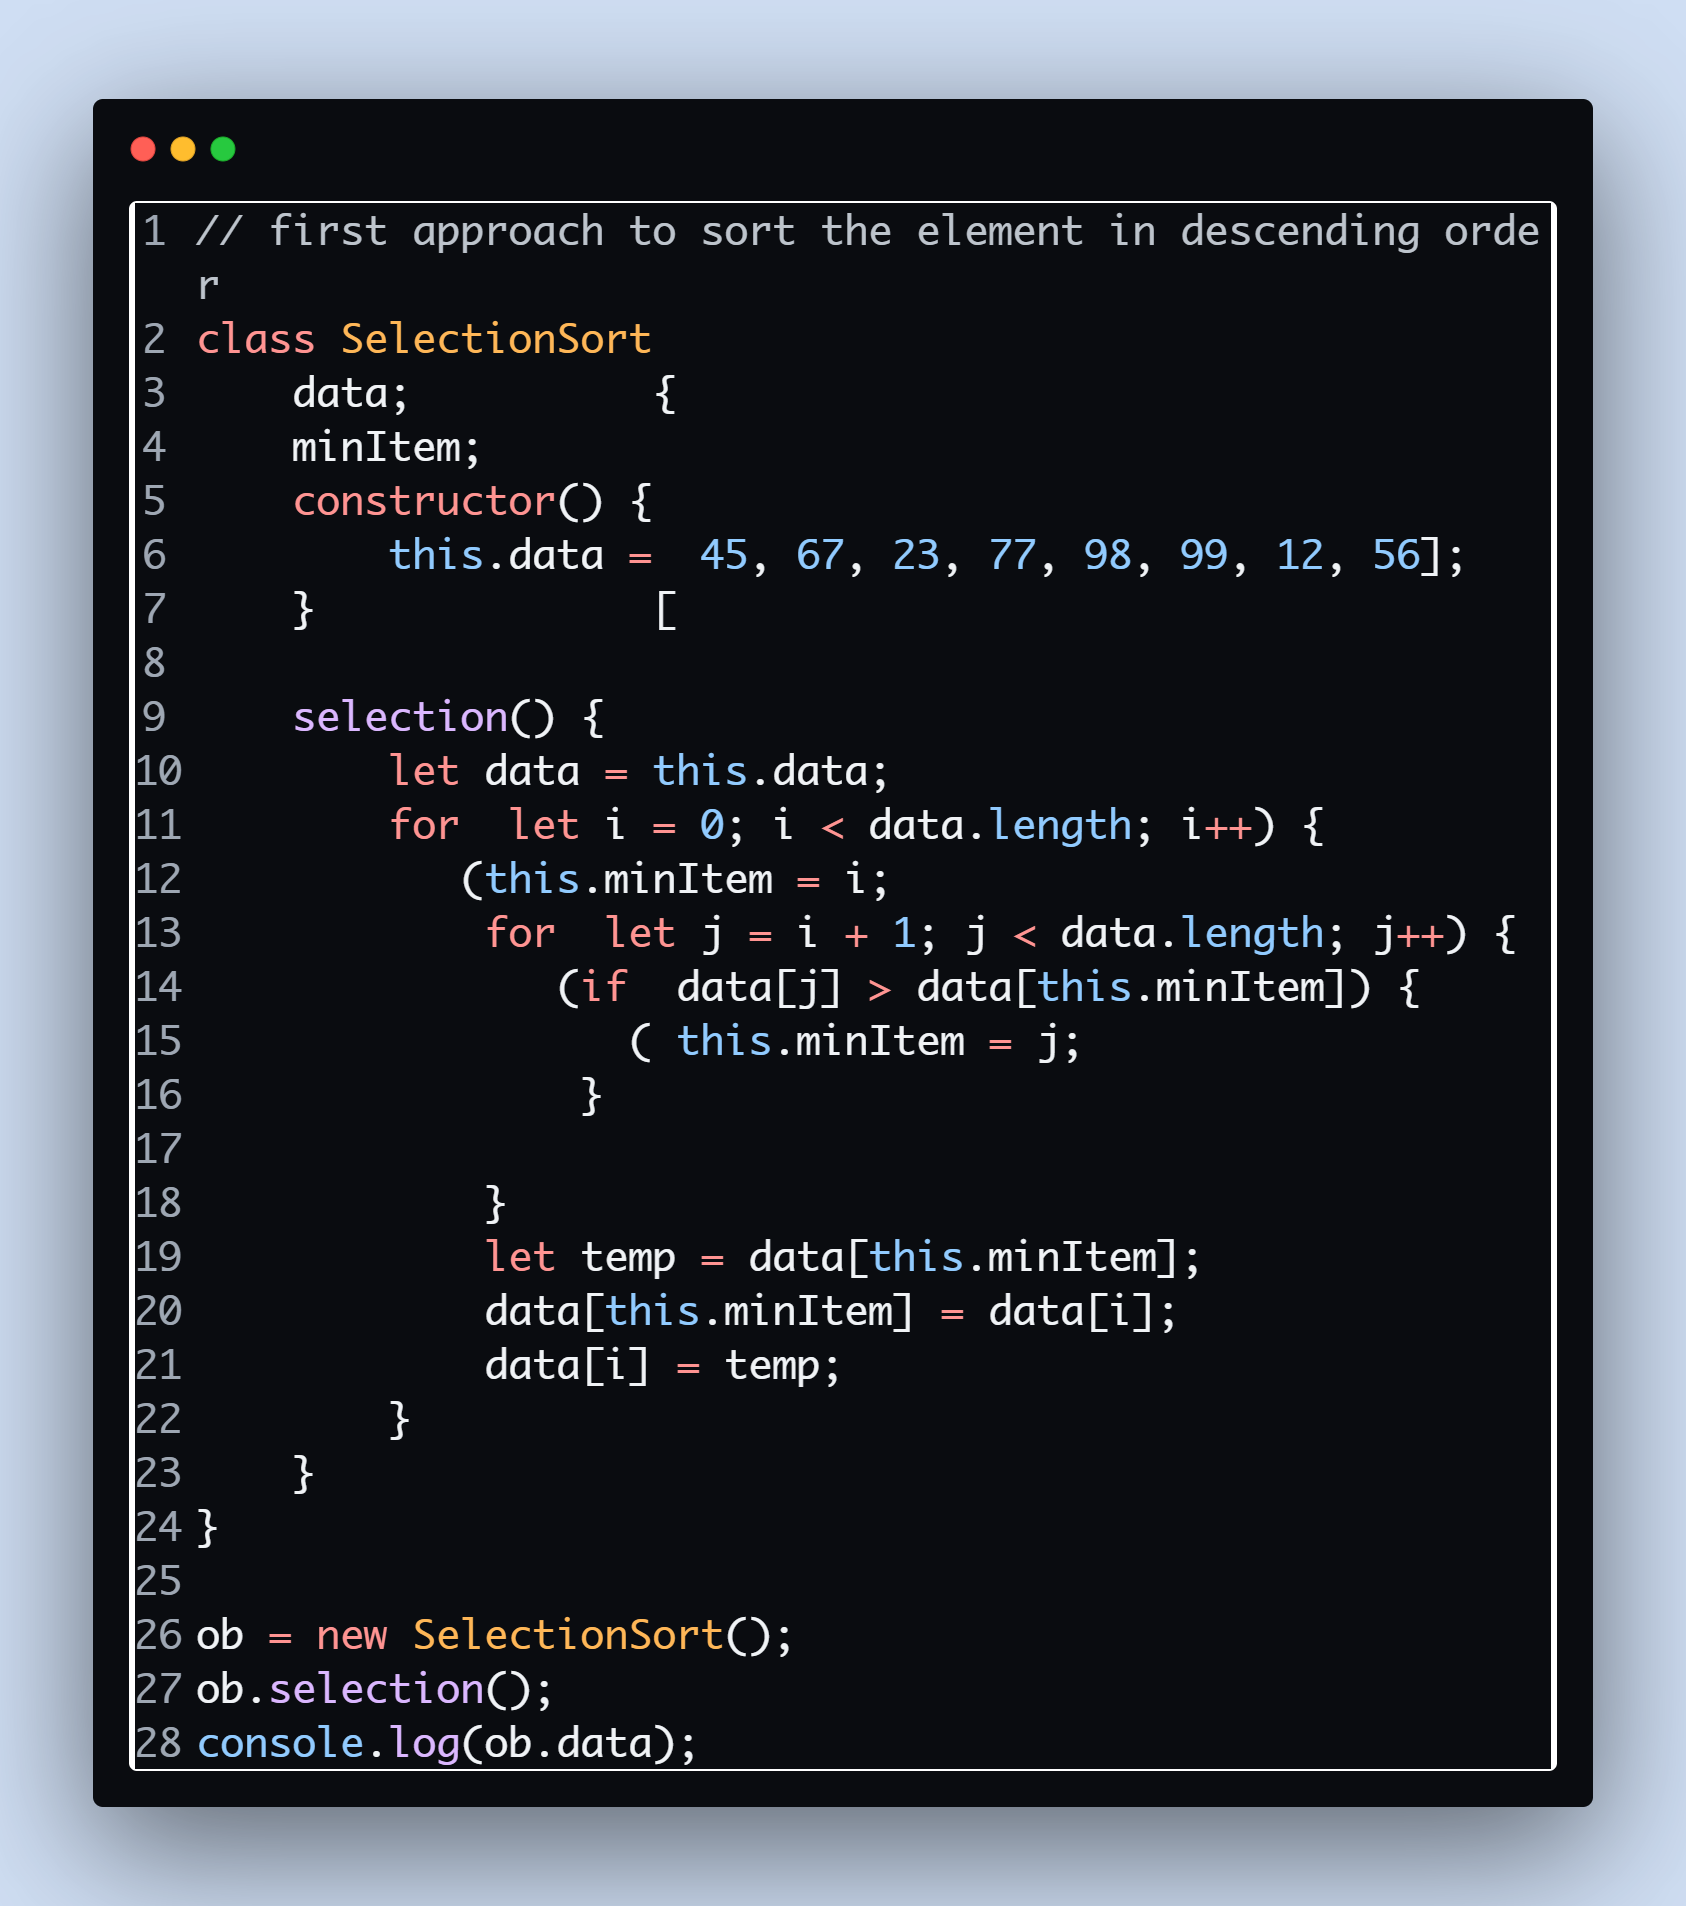 1 // first approach to sort the element in descending orde
r
2 class SelectionSort
3     data;          {
4     minItem;
5     constructor() {
6         this.data =  45, 67, 23, 77, 98, 99, 12, 56];
7     }              [
8
9     selection() {
10         let data = this.data;
11         for  let i = 0; i < data.length; i++) {
12            (this.minItem = i;
13             for  let j = i + 1; j < data.length; j++) {
14                (if  data[j] > data[this.minItem]) {
15                   ( this.minItem = j;
16                 }
17
18             }
19             let temp = data[this.minItem];
20             data[this.minItem] = data[i];
21             data[i] = temp;
22         }
23     }
24 }
25
26 ob = new SelectionSort();
27 ob.selection();
28 console.log(ob.data);